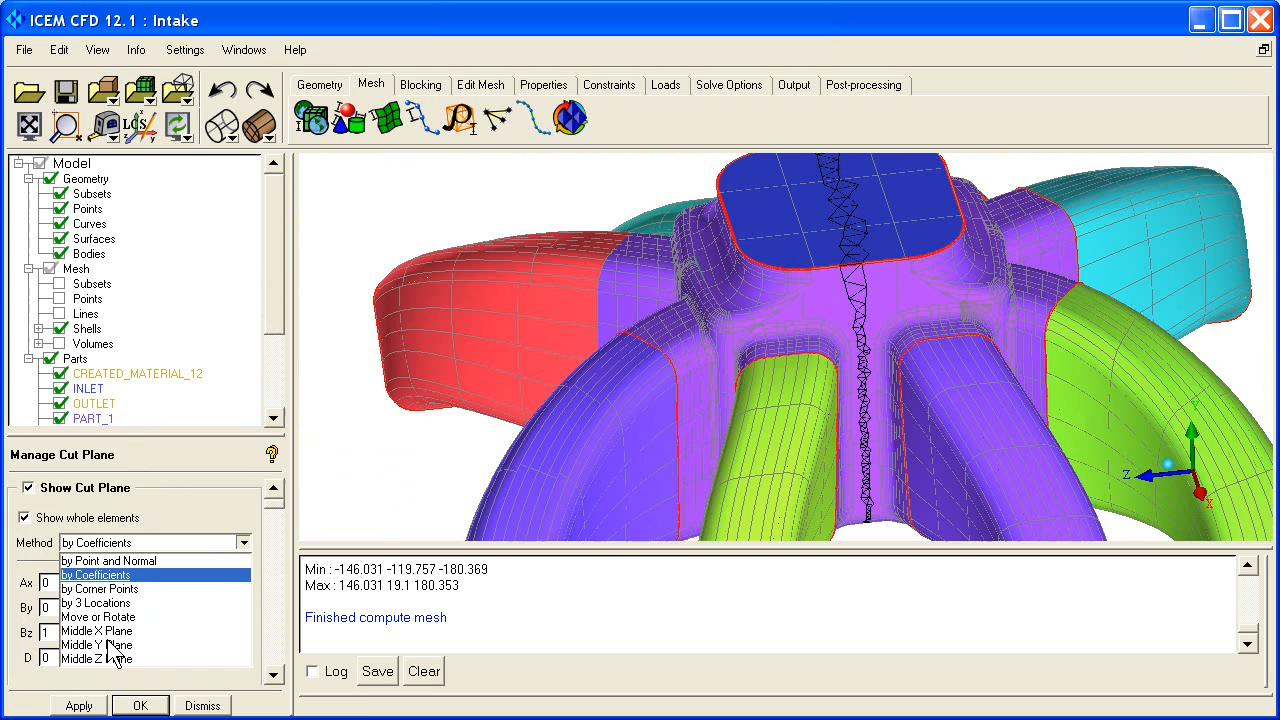 ICEM CFD 12.1 : Intake
File Edit View Info Settings Windows Help
Geometry Mesh Blocking Edit Mesh Properties Constraints Loads Solve Options Output Post-processing
Model
Geometry
Subsets
Points
Curves
Surfaces
Bodies
Mesh
Subsets
Points
Lines
Shells
Volumes
Parts
CREATED_MATERIAL_12
INLET
OUTLET
PART_1
Manage Cut Plane
Show Cut Plane
Show whole elements
Method by Coefficients
by Point and Normal
by Coefficients
by Corner Points
by 3 Locations
Move or Rotate
Middle X Plane
Middle Y Plane
Middle Z Plane
Ax 0
By 0
Bz 1
D 0
Apply OK Dismiss
Y
Z
X
Min : -146.031 -119.757 -180.369
Max : 146.031 19.1 180.353
Finished compute mesh
Log Save Clear